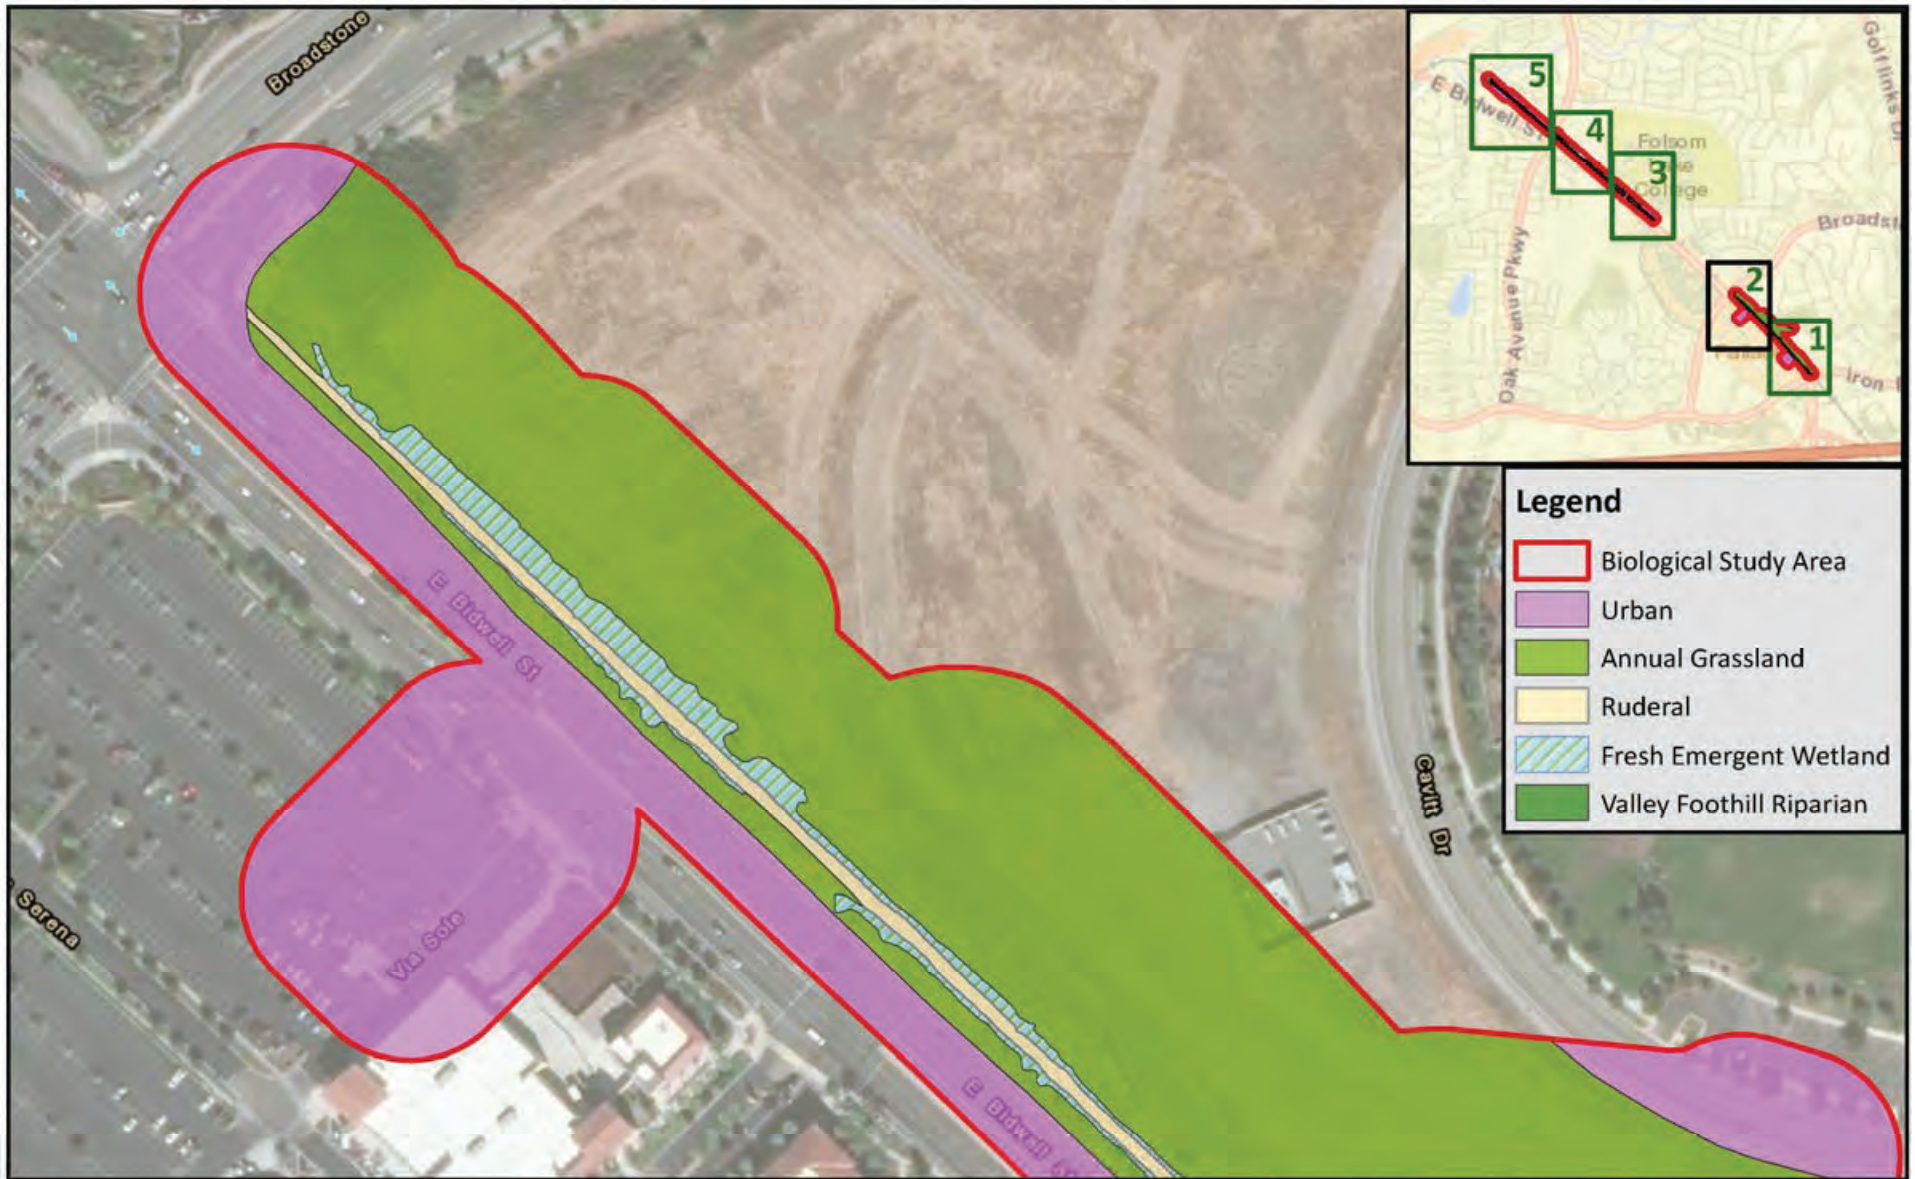 Broadstone
E Bidwell St
Via Sole
Serena
E Bidwell St
Cavitt Dr
5
4
3
2
1
E Bidwell St
Folsom
Lake
College
Oak Avenue Pkwy
Golf links Dr
Broadst
Iron
Legend
Biological Study Area
Urban
Annual Grassland
Ruderal
Fresh Emergent Wetland
Valley Foothill Riparian